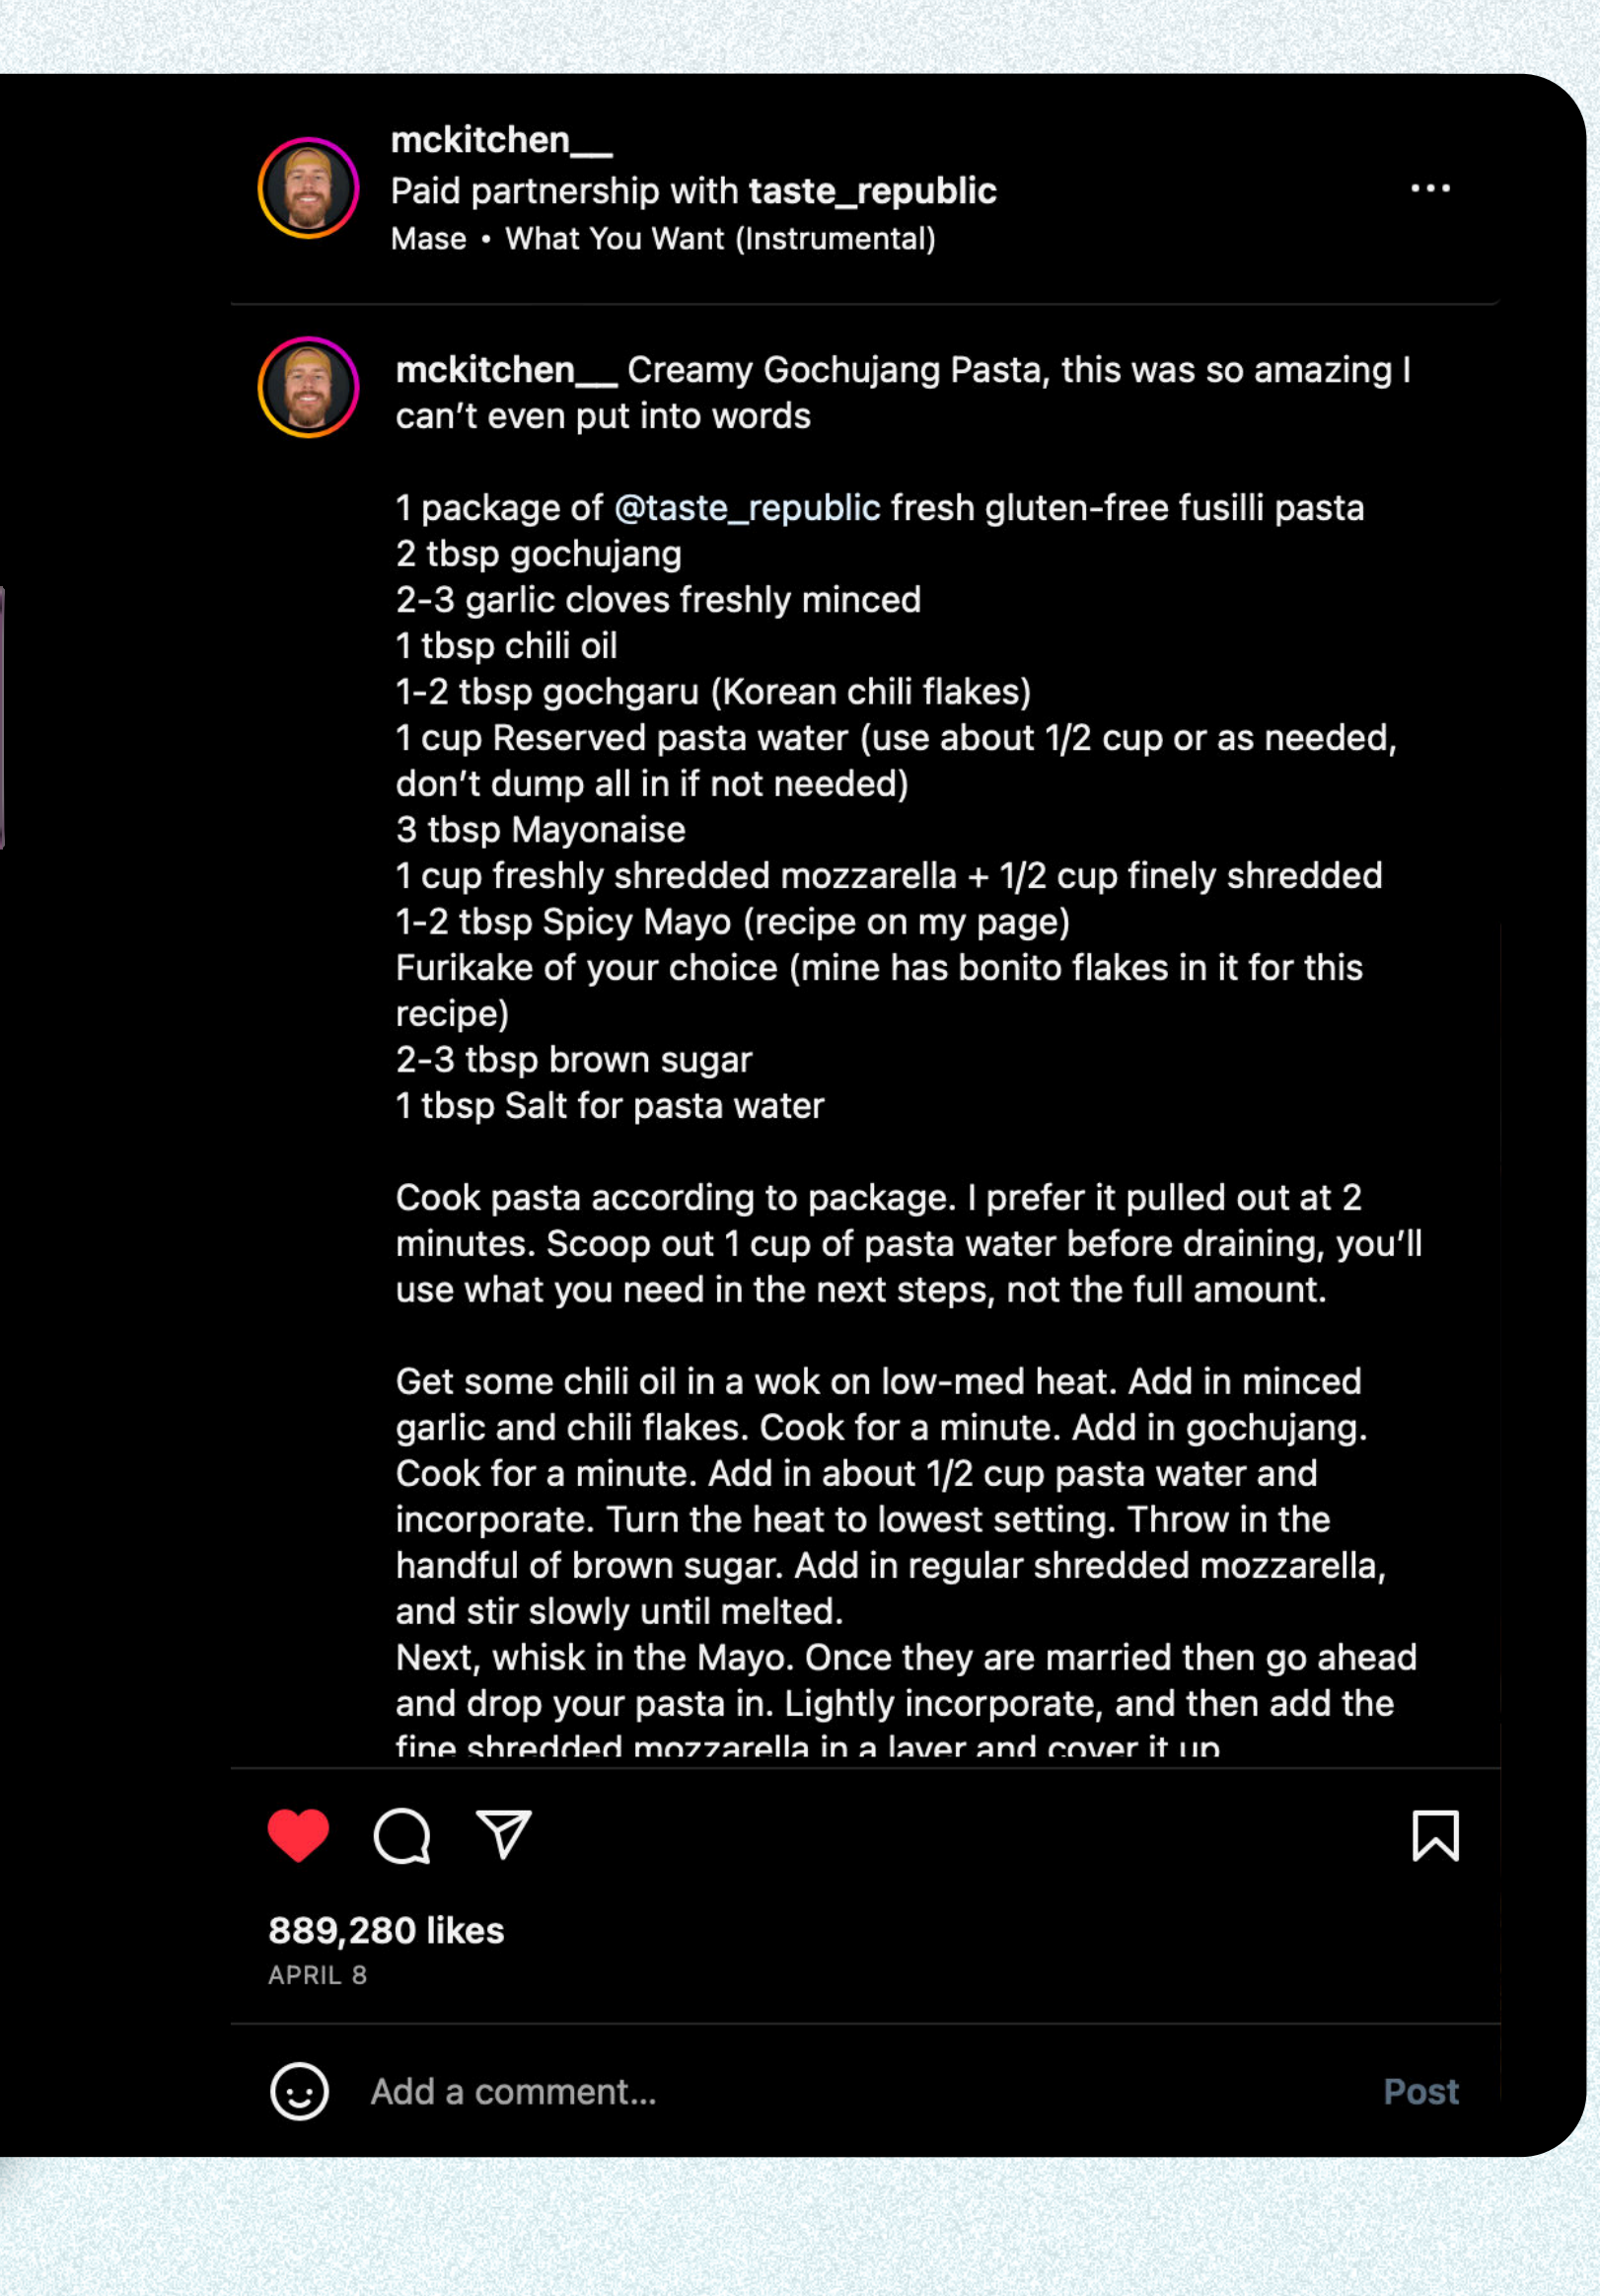 mckitchen__
Paid partnership with taste_republic
Mase • What You Want (Instrumental)
mckitchen__ Creamy Gochujang Pasta, this was so amazing I
can’t even put into words
1 package of @taste_republic fresh gluten-free fusilli pasta
2 tbsp gochujang
2-3 garlic cloves freshly minced
1 tbsp chili oil
1-2 tbsp gochgaru (Korean chili flakes)
1 cup Reserved pasta water (use about 1/2 cup or as needed,
don’t dump all in if not needed)
3 tbsp Mayonaise
1 cup freshly shredded mozzarella + 1/2 cup finely shredded
1-2 tbsp Spicy Mayo (recipe on my page)
Furikake of your choice (mine has bonito flakes in it for this
recipe)
2-3 tbsp brown sugar
1 tbsp Salt for pasta water
Cook pasta according to package. I prefer it pulled out at 2
minutes. Scoop out 1 cup of pasta water before draining, you’ll
use what you need in the next steps, not the full amount.
Get some chili oil in a wok on low-med heat. Add in minced
garlic and chili flakes. Cook for a minute. Add in gochujang.
Cook for a minute. Add in about 1/2 cup pasta water and
incorporate. Turn the heat to lowest setting. Throw in the
handful of brown sugar. Add in regular shredded mozzarella,
and stir slowly until melted.
Next, whisk in the Mayo. Once they are married then go ahead
and drop your pasta in. Lightly incorporate, and then add the
fine shredded mozzarella in a layer and cover it up
889,280 likes
APRIL 8
Add a comment...
Post